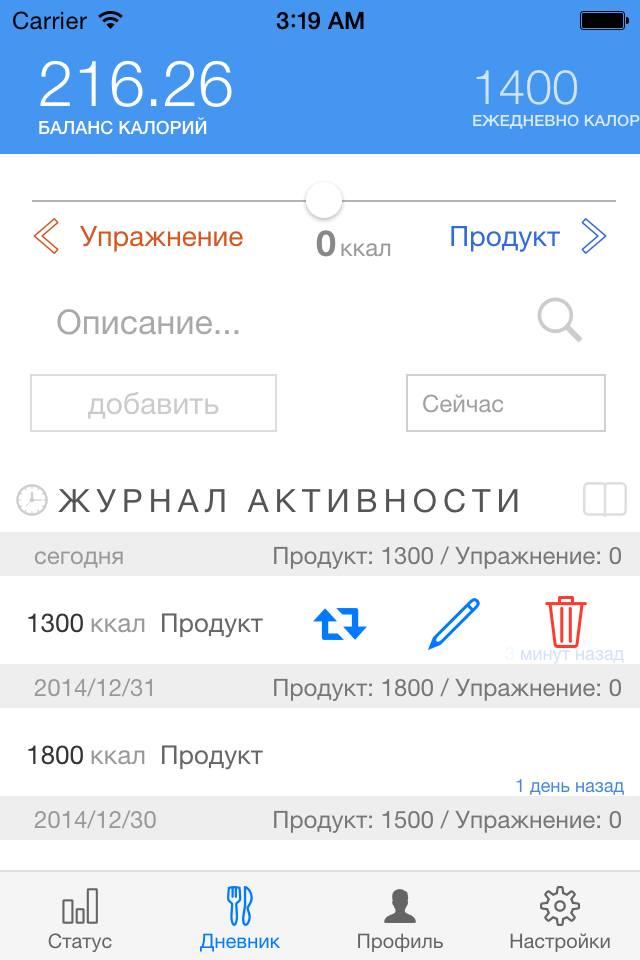 Carrier 3:19 AM
216.26 1400
БАЛАНС КАЛОРИЙ ЕЖЕДНЕВНО КАЛОР
Упражнение 0 ккал Продукт
Описание...
добавить Сейчас
ЖУРНАЛ АКТИВНОСТИ
сегодня Продукт: 1300 / Упражнение: 0
1300 ккал Продукт
3 минут назад
2014/12/31 Продукт: 1800 / Упражнение: 0
1800 ккал Продукт
1 день назад
2014/12/30 Продукт: 1500 / Упражнение: 0
Статус Дневник Профиль Настройки